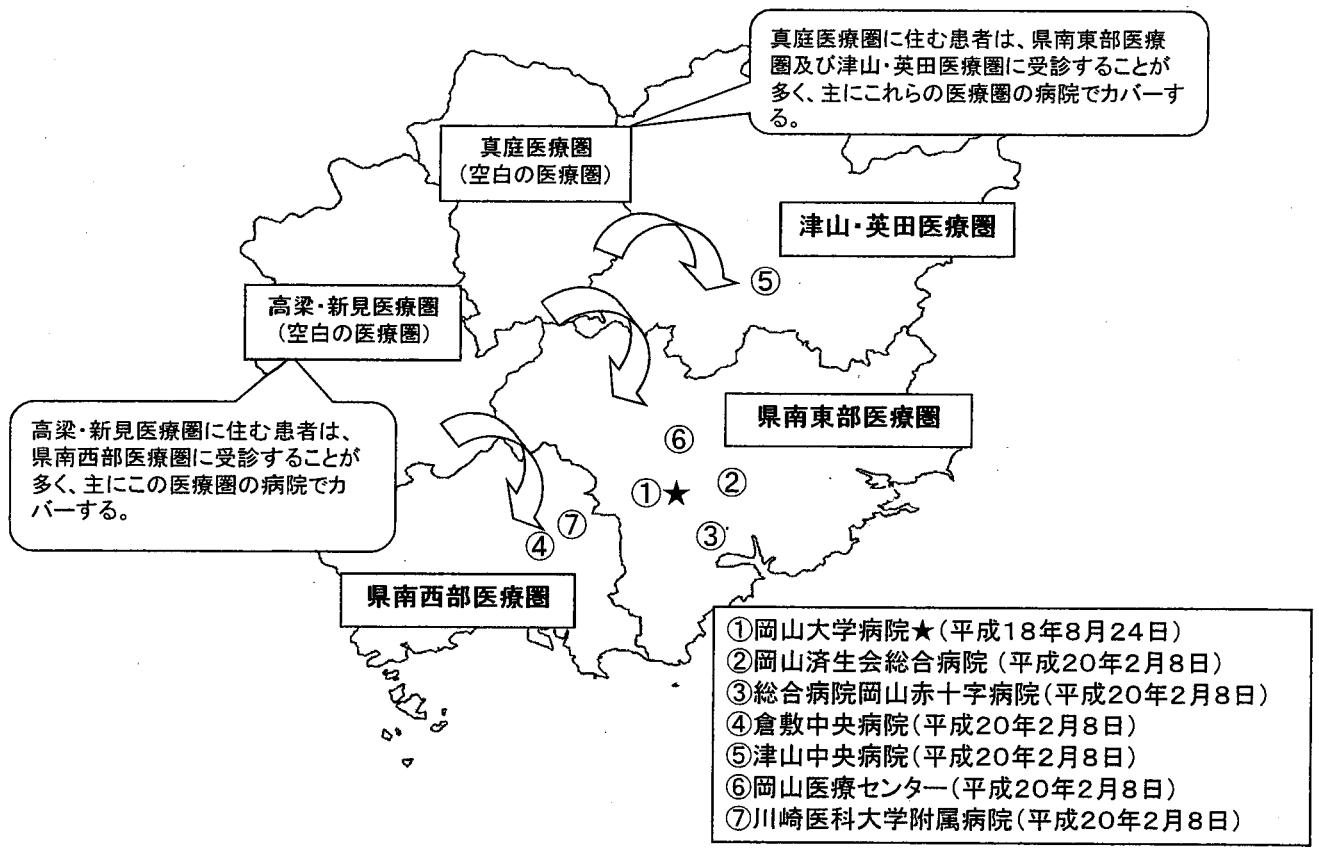 真庭医療圏に住む患者は、県南東部医療
圏及び津山・英田医療圏に受診することが
多く、主にこれらの医療圏の病院でカバーす
る。
真庭医療圏
（空白の医療圏）
津山・英田医療圏
⑤
高梁・新見医療圏
（空白の医療圏）
県南東部医療圏
高梁・新見医療圏に住む患者は、
県南西部医療圏に受診することが
多く、主にこの医療圏の病院でカ
バーする。
⑥
②
①★
⑦
③
④
県南西部医療圏
①岡山大学病院★（平成１８年８月２４日）
②岡山済生会総合病院（平成２０年２月８日）
③総合病院岡山赤十字病院（平成２０年２月８日）
④倉敷中央病院（平成２０年２月８日）
⑤津山中央病院（平成２０年２月８日）
⑥岡山医療センター（平成２０年２月８日）
⑦川崎医科大学附属病院（平成２０年２月８日）